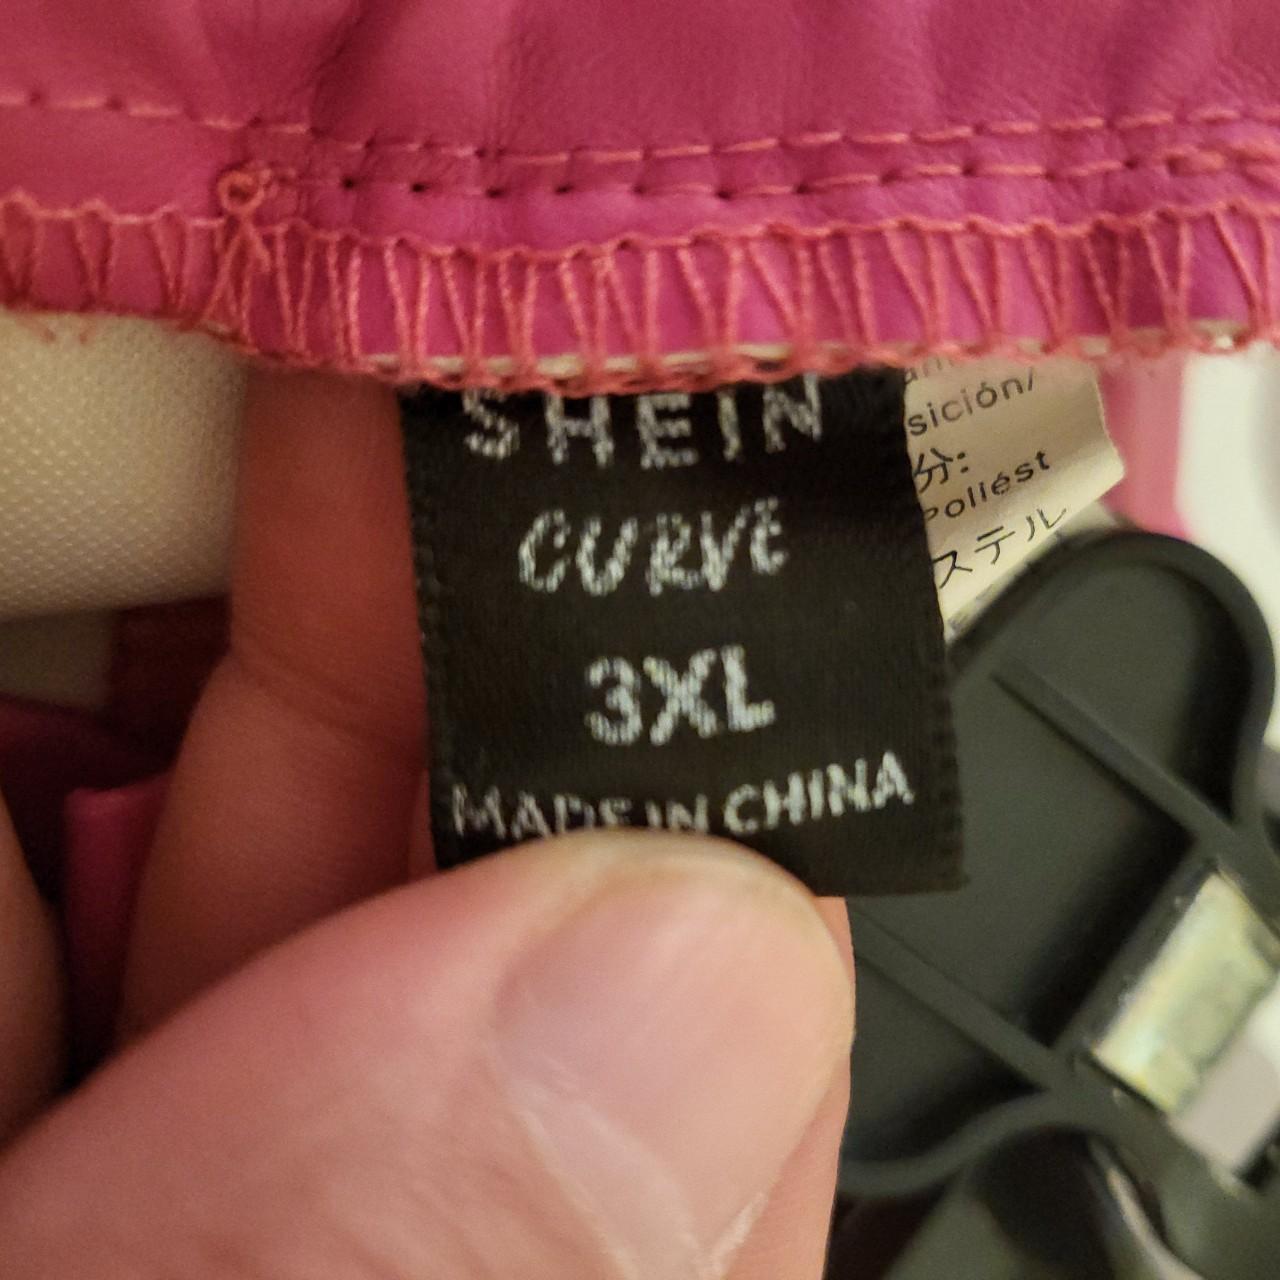 SHEIN
CURVE
3XL
MADE IN CHINA
sición/
分:
Poliést
ステル